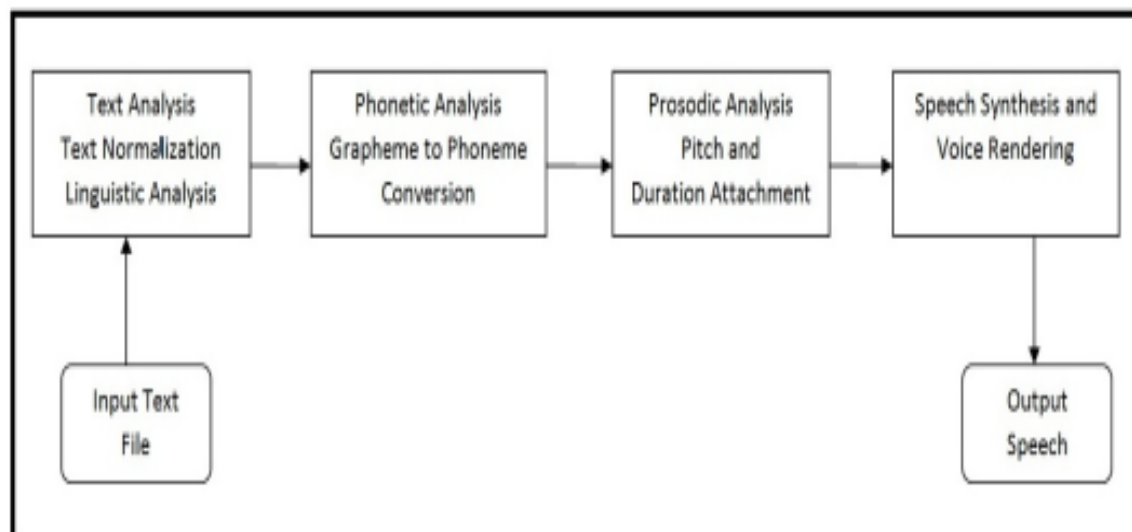 Text Analysis
Text Normalization
Linguistic Analysis
Phonetic Analysis
Grapheme to Phoneme
Conversion
Prosodic Analysis
Pitch and
Duration Attachment
Speech Synthesis and
Voice Rendering
Input Text
File
Output
Speech